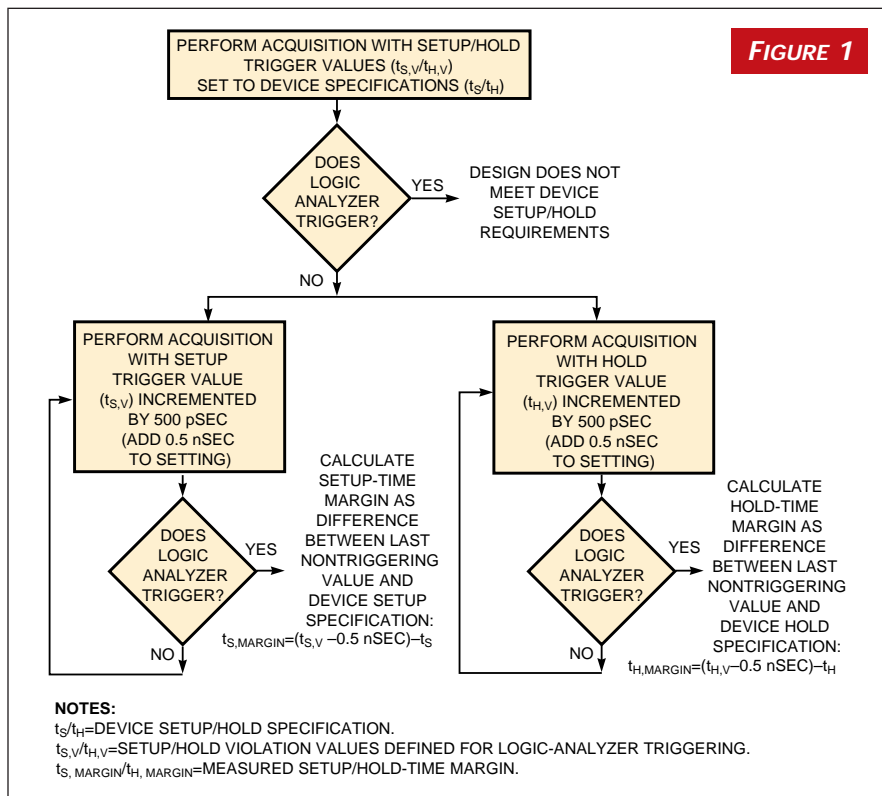 FIGURE 1
PERFORM ACQUISITION WITH SETUP/HOLD
TRIGGER VALUES (tS,V/tH,V)
SET TO DEVICE SPECIFICATIONS (tS/tH)
DOES
LOGIC
ANALYZER
TRIGGER?
YES
DESIGN DOES NOT
MEET DEVICE
SETUP/HOLD
REQUIREMENTS
NO
PERFORM ACQUISITION
WITH SETUP
TRIGGER VALUE
(tS,V) INCREMENTED
BY 500 pSEC
(ADD 0.5 nSEC
TO SETTING)
DOES
LOGIC
ANALYZER
TRIGGER?
YES
NO
CALCULATE
SETUP-TIME
MARGIN AS
DIFFERENCE
BETWEEN LAST
NONTRIGGERING
VALUE AND
DEVICE SETUP
SPECIFICATION:
tS,MARGIN=(tS,V –0.5 nSEC)–tS
PERFORM ACQUISITION
WITH HOLD
TRIGGER VALUE
(tH,V) INCREMENTED
BY 500 pSEC
(ADD 0.5 nSEC
TO SETTING)
DOES
LOGIC
ANALYZER
TRIGGER?
YES
NO
CALCULATE
HOLD-TIME
MARGIN AS
DIFFERENCE
BETWEEN LAST
NONTRIGGERING
VALUE AND
DEVICE HOLD
SPECIFICATION:
tH,MARGIN=(tH,V–0.5 nSEC)–tH
NOTES:
tS/tH=DEVICE SETUP/HOLD SPECIFICATION.
tS,V/tH,V=SETUP/HOLD VIOLATION VALUES DEFINED FOR LOGIC-ANALYZER TRIGGERING.
tS, MARGIN/tH, MARGIN=MEASURED SETUP/HOLD-TIME MARGIN.